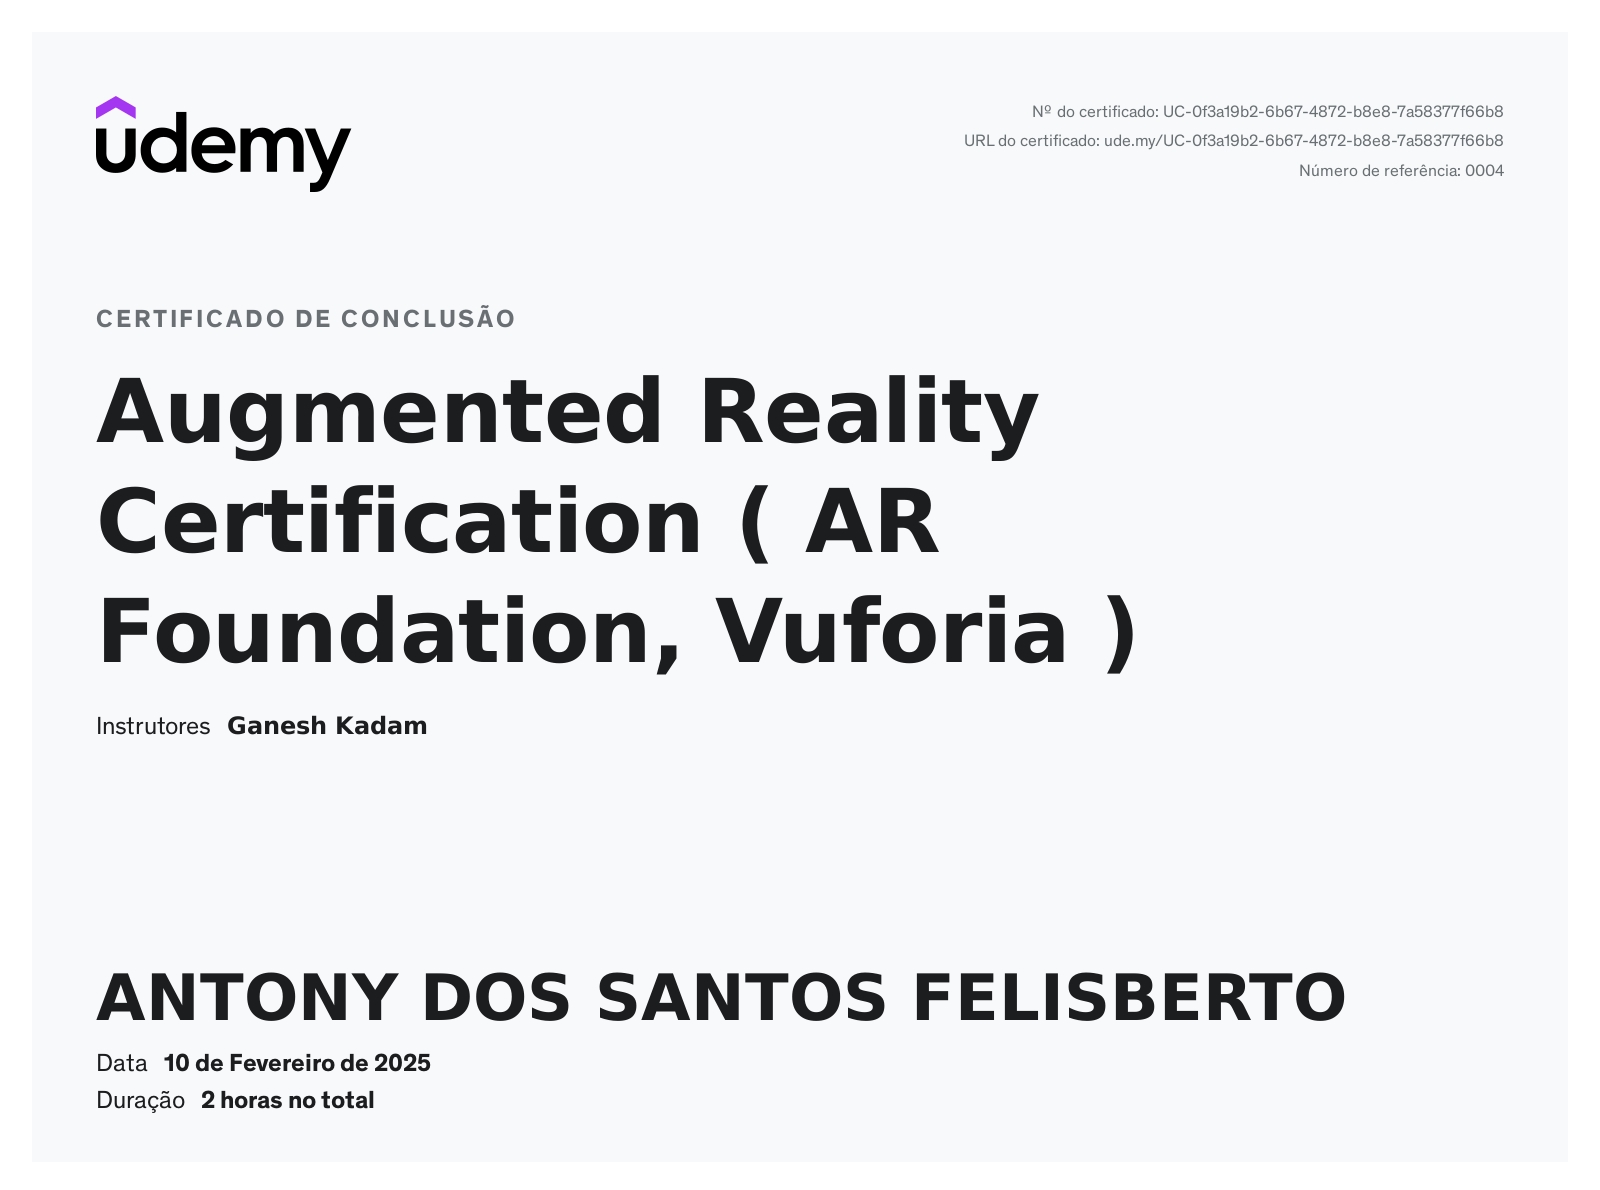 udemy
Nº do certificado: UC-0f3a19b2-6b67-4872-b8e8-7a58377f66b8
URL do certificado: ude.my/UC-0f3a19b2-6b67-4872-b8e8-7a58377f66b8
Número de referência: 0004
CERTIFICADO DE CONCLUSÃO
Augmented Reality
Certification ( AR
Foundation, Vuforia )
Instrutores Ganesh Kadam
ANTONY DOS SANTOS FELISBERTO
Data 10 de Fevereiro de 2025
Duração 2 horas no total